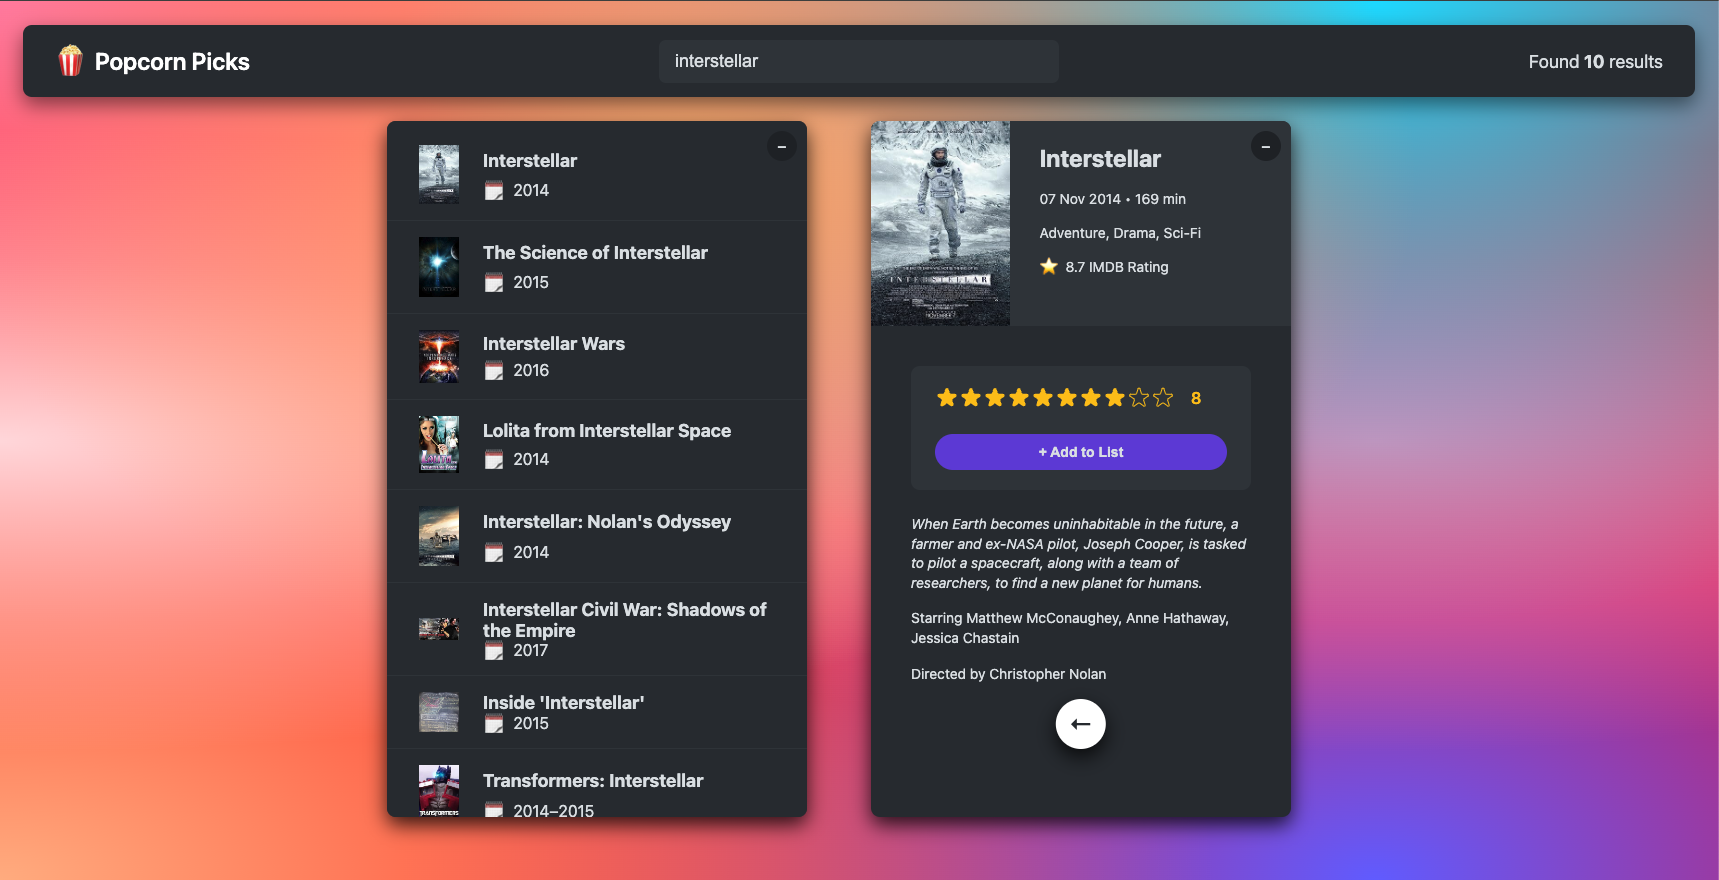 Popcorn Picks
interstellar
Found 10 results
–
Interstellar
2014
The Science of Interstellar
2015
Interstellar Wars
2016
Lolita from Interstellar Space
2014
Interstellar: Nolan's Odyssey
2014
Interstellar Civil War: Shadows of
the Empire
2017
Inside 'Interstellar'
2015
Transformers: Interstellar
2014–2015
TRANSFORMERS
INTERSTELLAR
NOVEMBER 7
–
Interstellar
07 Nov 2014 • 169 min
Adventure, Drama, Sci-Fi
8.7 IMDB Rating
8
+ Add to List
When Earth becomes uninhabitable in the future, a
farmer and ex-NASA pilot, Joseph Cooper, is tasked
to pilot a spacecraft, along with a team of
researchers, to find a new planet for humans.
Starring Matthew McConaughey, Anne Hathaway,
Jessica Chastain
Directed by Christopher Nolan
←